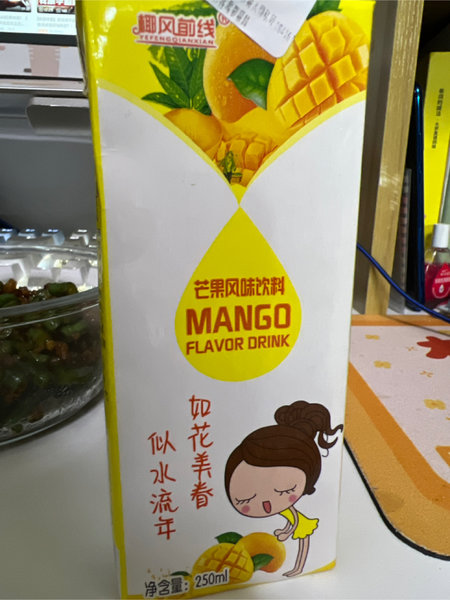 椰风前线
YEFENGQIANXIAN
芒果风味饮料
MANGO
FLAVOR DRINK
如花美春
似水流年
净含量: 250ml